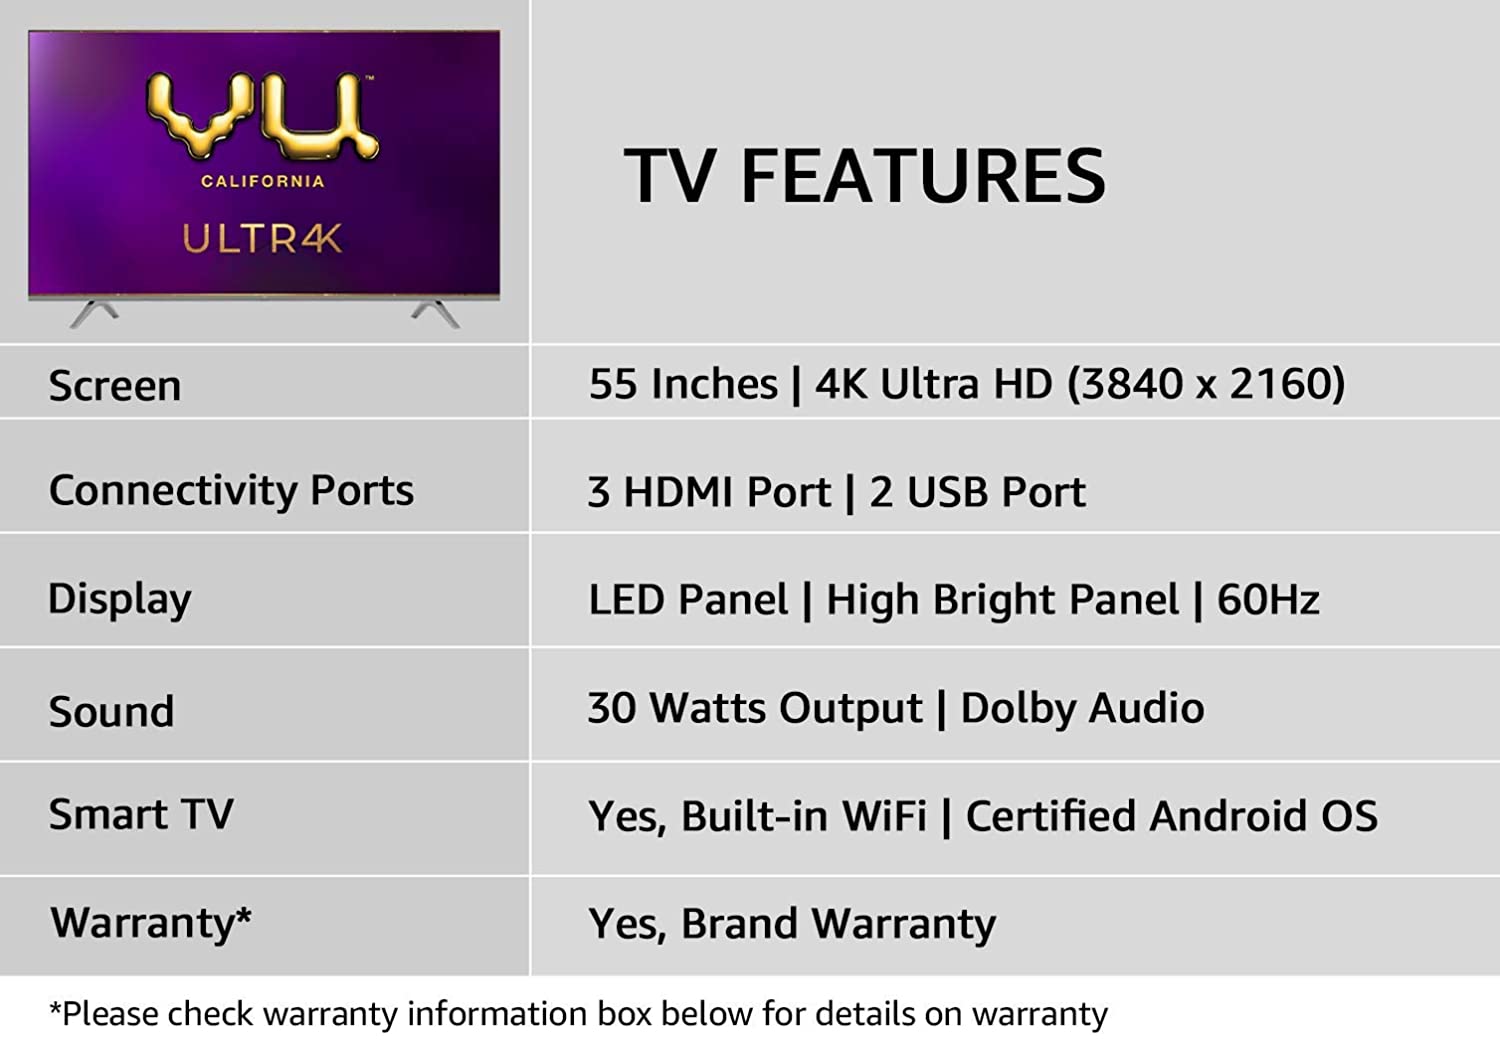 vu™
CALIFORNIA
ULTR4K
TV FEATURES
Screen
55 Inches | 4K Ultra HD (3840 x 2160)
Connectivity Ports
3 HDMI Port | 2 USB Port
Display
LED Panel | High Bright Panel | 60Hz
Sound
30 Watts Output | Dolby Audio
Smart TV
Yes, Built-in WiFi | Certified Android OS
Warranty*
Yes, Brand Warranty
*Please check warranty information box below for details on warranty